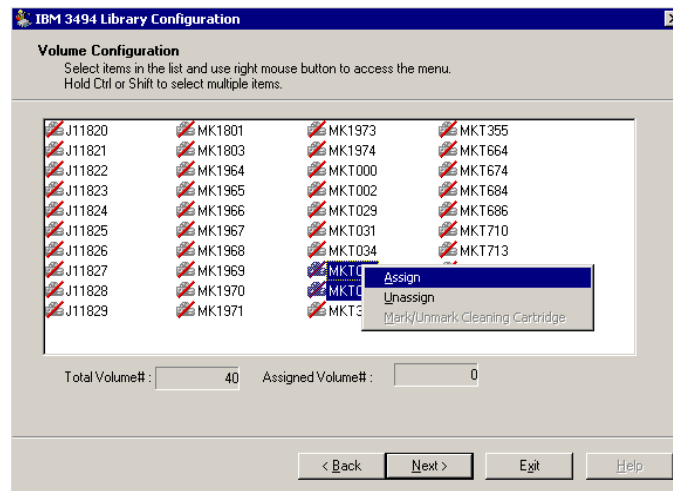 IBM 3494 Library Configuration
Volume Configuration
Select items in the list and use right mouse button to access the menu.
Hold Ctrl or Shift to select multiple items.
J11820 MK1801 MK1973 MKT355
J11821 MK1803 MK1974 MKT664
J11822 MK1964 MKT000 MKT674
J11823 MK1965 MKT002 MKT684
J11824 MK1966 MKT029 MKT686
J11825 MK1967 MKT031 MKT710
J11826 MK1968 MKT034 MKT713
J11827 MK1969
J11828 MK1970
J11829 MK1971
Assign
Unassign
Mark/Unmark Cleaning Cartridge
Total Volume# : 40 Assigned Volume# : 0
< Back Next > Exit Help